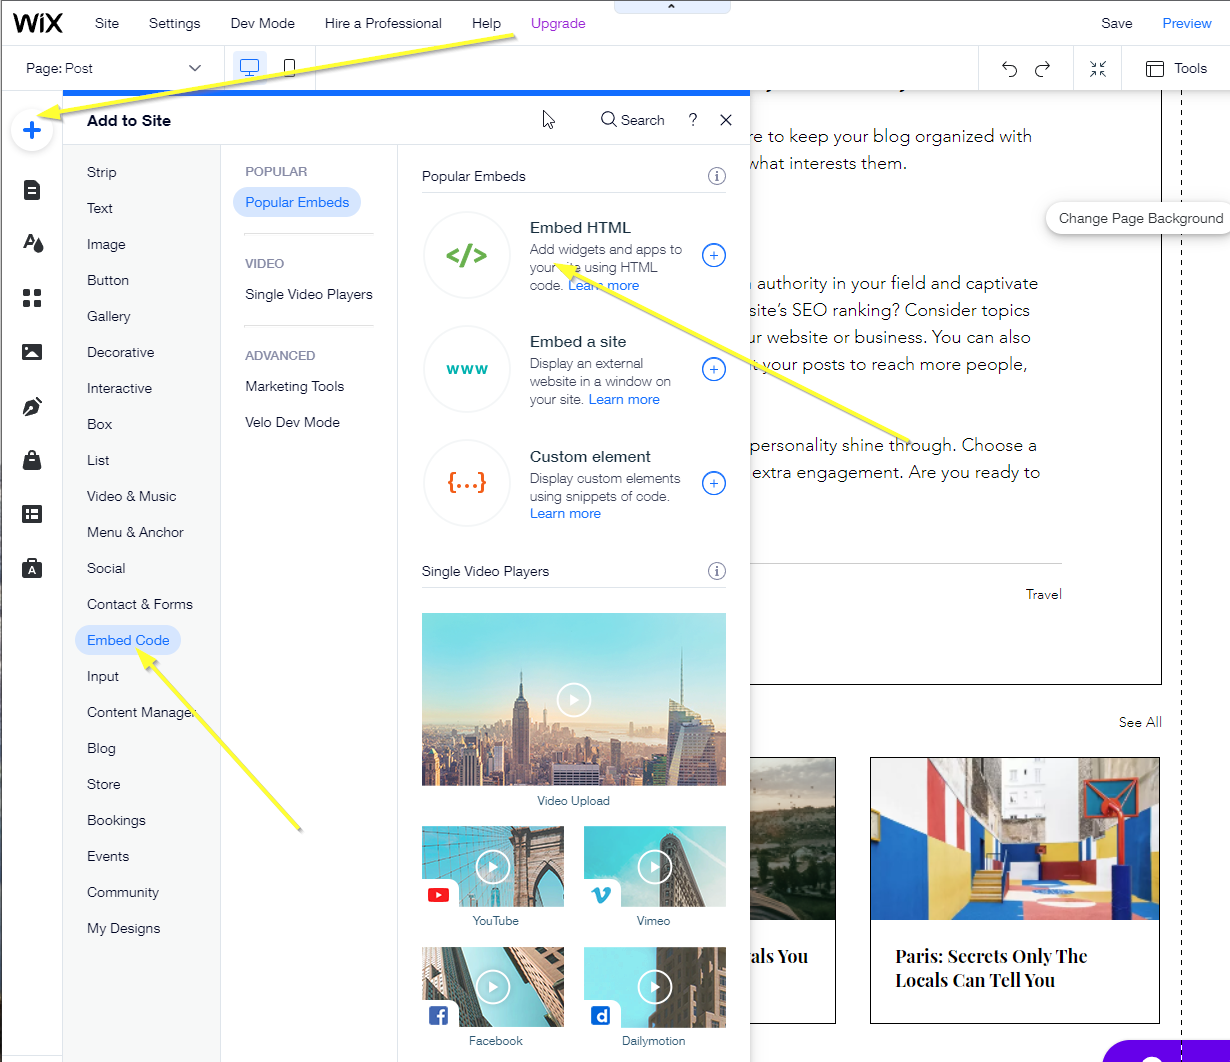 WiX Site Settings Dev Mode Hire a Professional Help Upgrade Save Preview
Page: Post Tools
Add to Site Search ?
Strip
Text
Image
Button
Gallery
Decorative
Interactive
Box
List
Video & Music
Menu & Anchor
Social
Contact & Forms
Embed Code
Input
Content Manager
Blog
Store
Bookings
Events
Community
My Designs
POPULAR
Popular Embeds
VIDEO
Single Video Players
ADVANCED
Marketing Tools
Velo Dev Mode
Popular Embeds
</>
Embed HTML
Add widgets and apps to
your site using HTML
code. Learn more
www
Embed a site
Display an external
website in a window on
your site. Learn more
{...}
Custom element
Display custom elements
using snippets of code.
Learn more
Single Video Players
Video Upload
YouTube
Vimeo
Facebook
Dailymotion
re to keep your blog organized with
what interests them.
Change Page Background
authority in your field and captivate
site's SEO ranking? Consider topics
ur website or business. You can also
t your posts to reach more people,
personality shine through. Choose a
extra engagement. Are you ready to
Travel
See All
als You
Paris: Secrets Only The
Locals Can Tell You